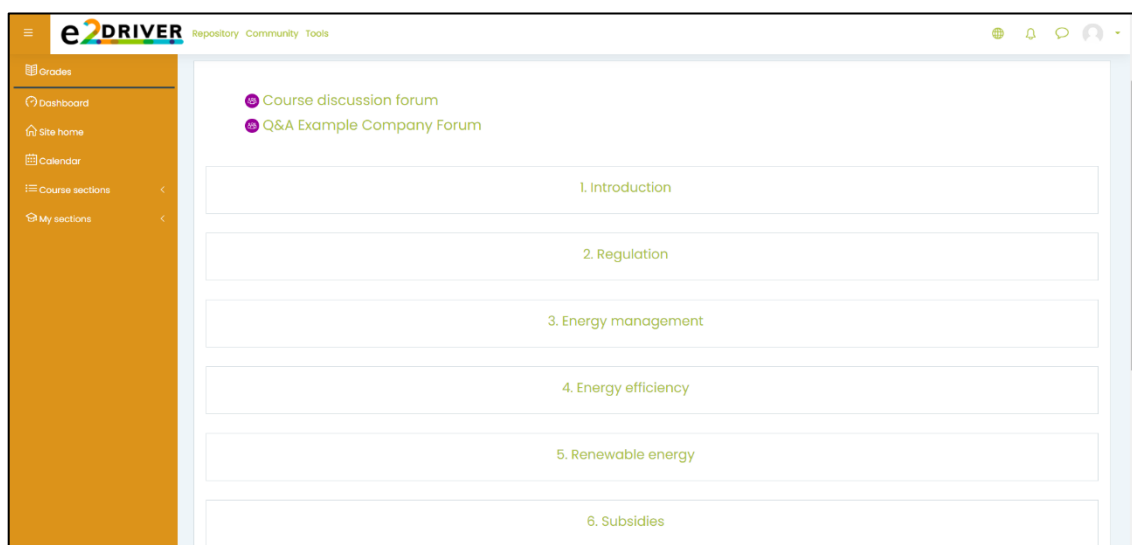 e2DRIVER Repository Community Tools
Grades
Dashboard
Site home
Calendar
Course sections
My sections
Course discussion forum
Q&A Example Company Forum
1. Introduction
2. Regulation
3. Energy management
4. Energy efficiency
5. Renewable energy
6. Subsidies